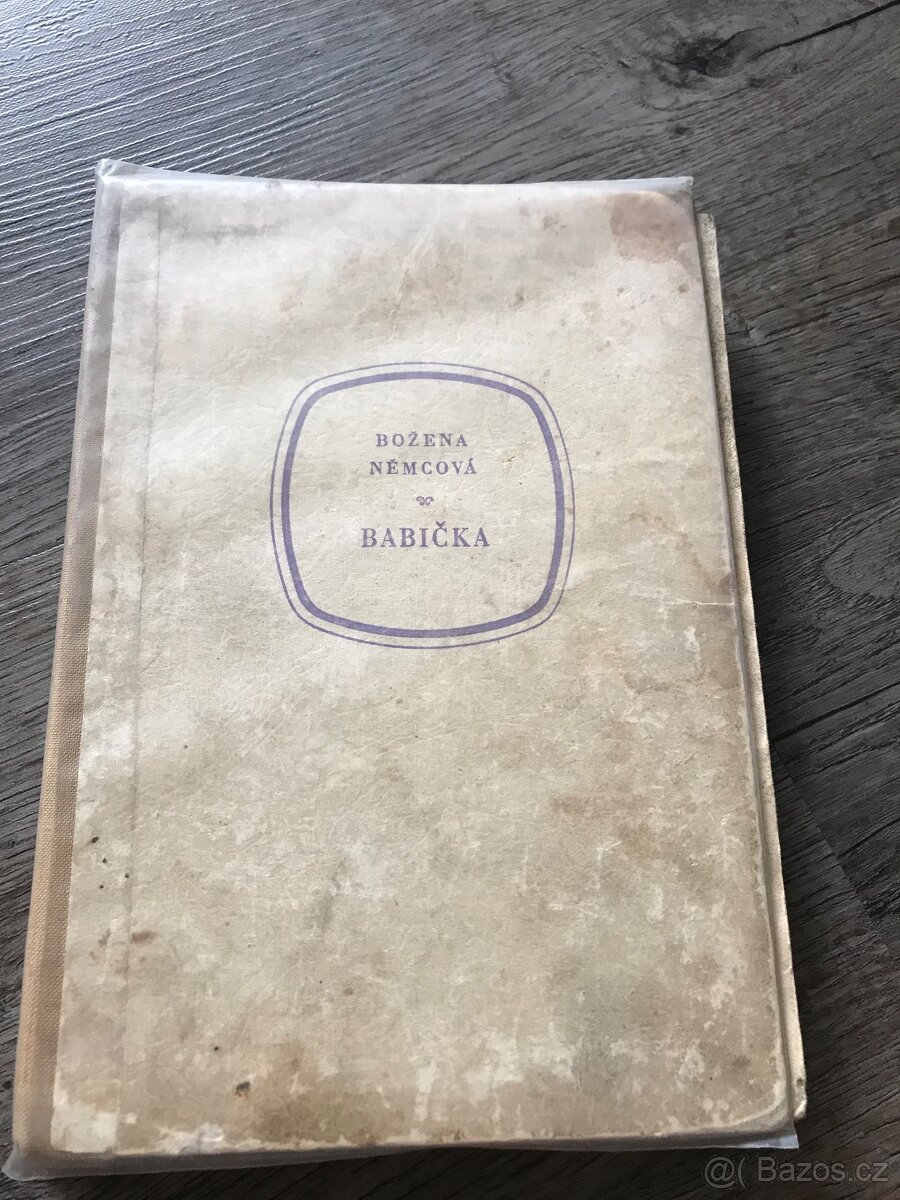 BOŽENA
NĚMCOVÁ
BABIČKA
@( Bazos.cz